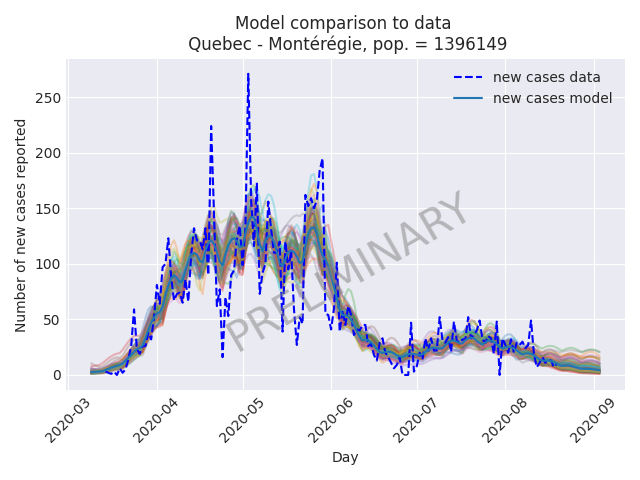 Model comparison to data
Quebec - Montérégie, pop. = 1396149
new cases data
new cases model
Number of new cases reported
250
200
150
100
50
0
PRELIMINARY
2020-03
2020-04
2020-05
2020-06
2020-07
2020-08
2020-09
Day